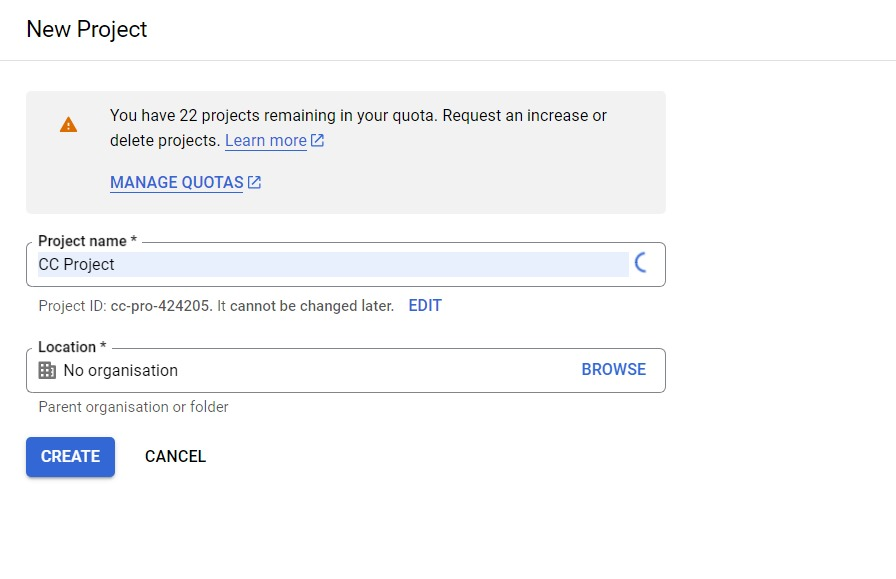 New Project
You have 22 projects remaining in your quota. Request an increase or
delete projects. Learn more
MANAGE QUOTAS
Project name *
CC Project
Project ID: cc-pro-424205. It cannot be changed later. EDIT
Location *
No organisation BROWSE
Parent organisation or folder
CREATE CANCEL